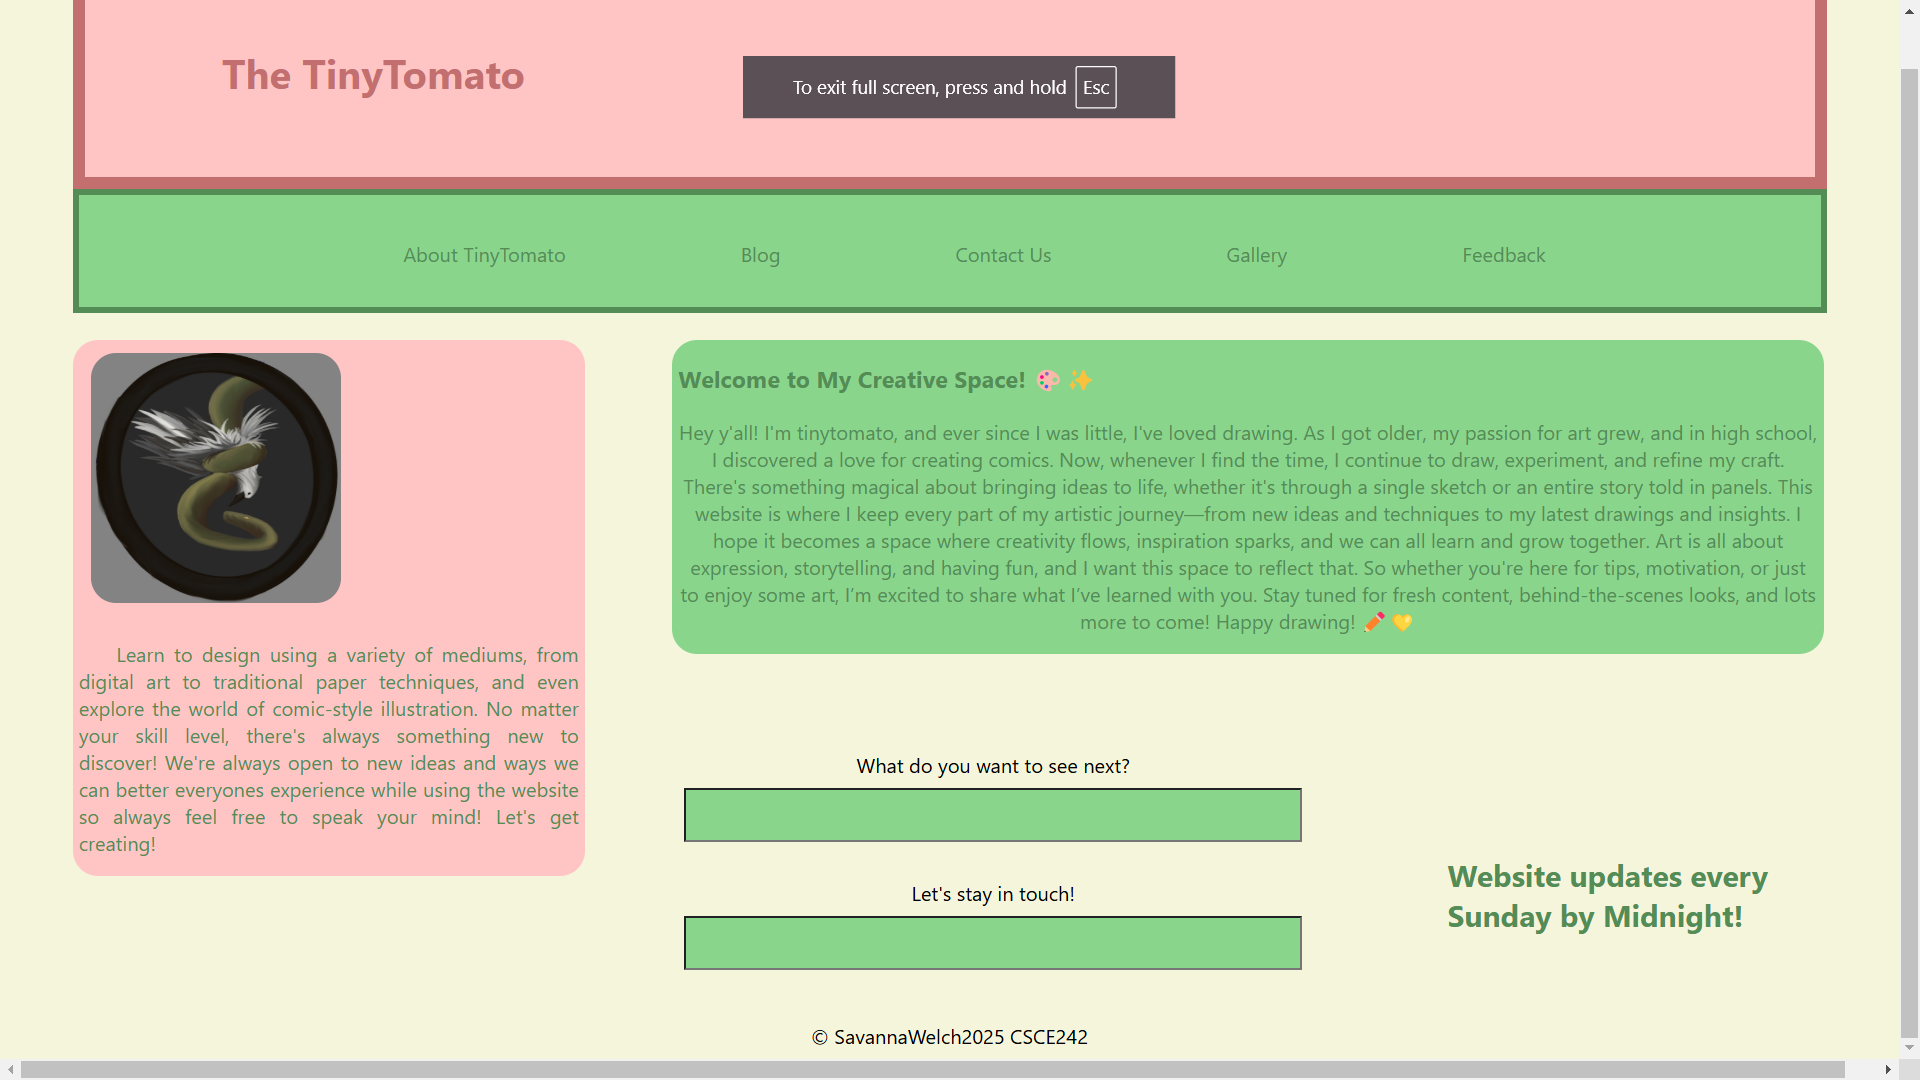 The TinyTomato
To exit full screen, press and hold Esc
About TinyTomato Blog Contact Us Gallery Feedback
Welcome to My Creative Space! 🎨✨
Hey y'all! I'm tinytomato, and ever since I was little, I've loved drawing. As I got older, my passion for art grew, and in high school,
I discovered a love for creating comics. Now, whenever I find the time, I continue to draw, experiment, and refine my craft.
There's something magical about bringing ideas to life, whether it's through a single sketch or an entire story told in panels. This
website is where I keep every part of my artistic journey—from new ideas and techniques to my latest drawings and insights. I
hope it becomes a space where creativity flows, inspiration sparks, and we can all learn and grow together. Art is all about
expression, storytelling, and having fun, and I want this space to reflect that. So whether you're here for tips, motivation, or just
to enjoy some art, I’m excited to share what I’ve learned with you. Stay tuned for fresh content, behind-the-scenes looks, and lots
more to come! Happy drawing! ✏️💛
Learn to design using a variety of mediums, from
digital art to traditional paper techniques, and even
explore the world of comic-style illustration. No matter
your skill level, there's always something new to
discover! We're always open to new ideas and ways we
can better everyones experience while using the website
so always feel free to speak your mind! Let's get
creating!
What do you want to see next?
Let's stay in touch!
Website updates every
Sunday by Midnight!
© SavannaWelch2025 CSCE242